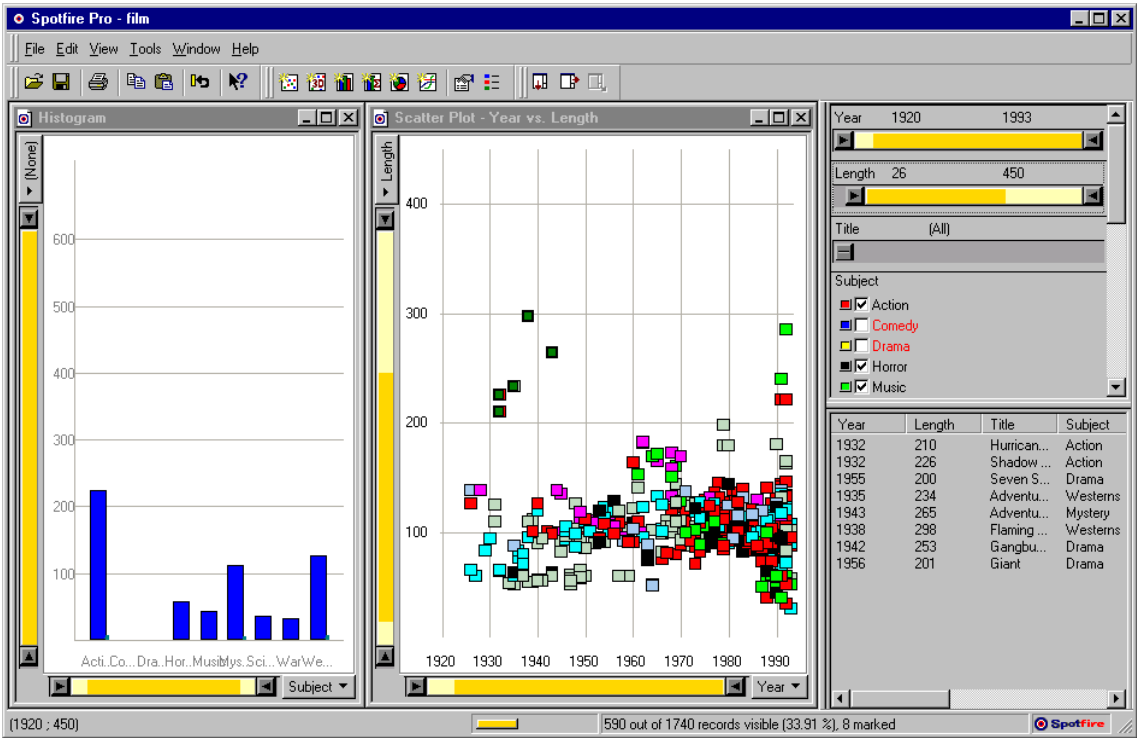 Spotfire Pro - film
File Edit View Tools Window Help
Histogram
(None)
600
500
400
300
200
100
Acti..Co...Dra..Hor..Music Mys.Sci...WarWe...
Subject
Scatter Plot - Year vs. Length
Length
400
300
200
100
1920 1930 1940 1950 1960 1970 1980 1990
Year
Year 1920 1993
Length 26 450
Title (All)
Subject
Action
Comedy
Drama
Horror
Music
Year Length Title Subject
1932 210 Hurrican... Action
1932 226 Shadow ... Action
1955 200 Seven S... Drama
1935 234 Adventu... Westerns
1943 265 Adventu... Mystery
1938 298 Flaming ... Westerns
1942 253 Gangbu... Drama
1956 201 Giant Drama
(1920 ; 450)
590 out of 1740 records visible (33.91 %), 8 marked
Spotfire